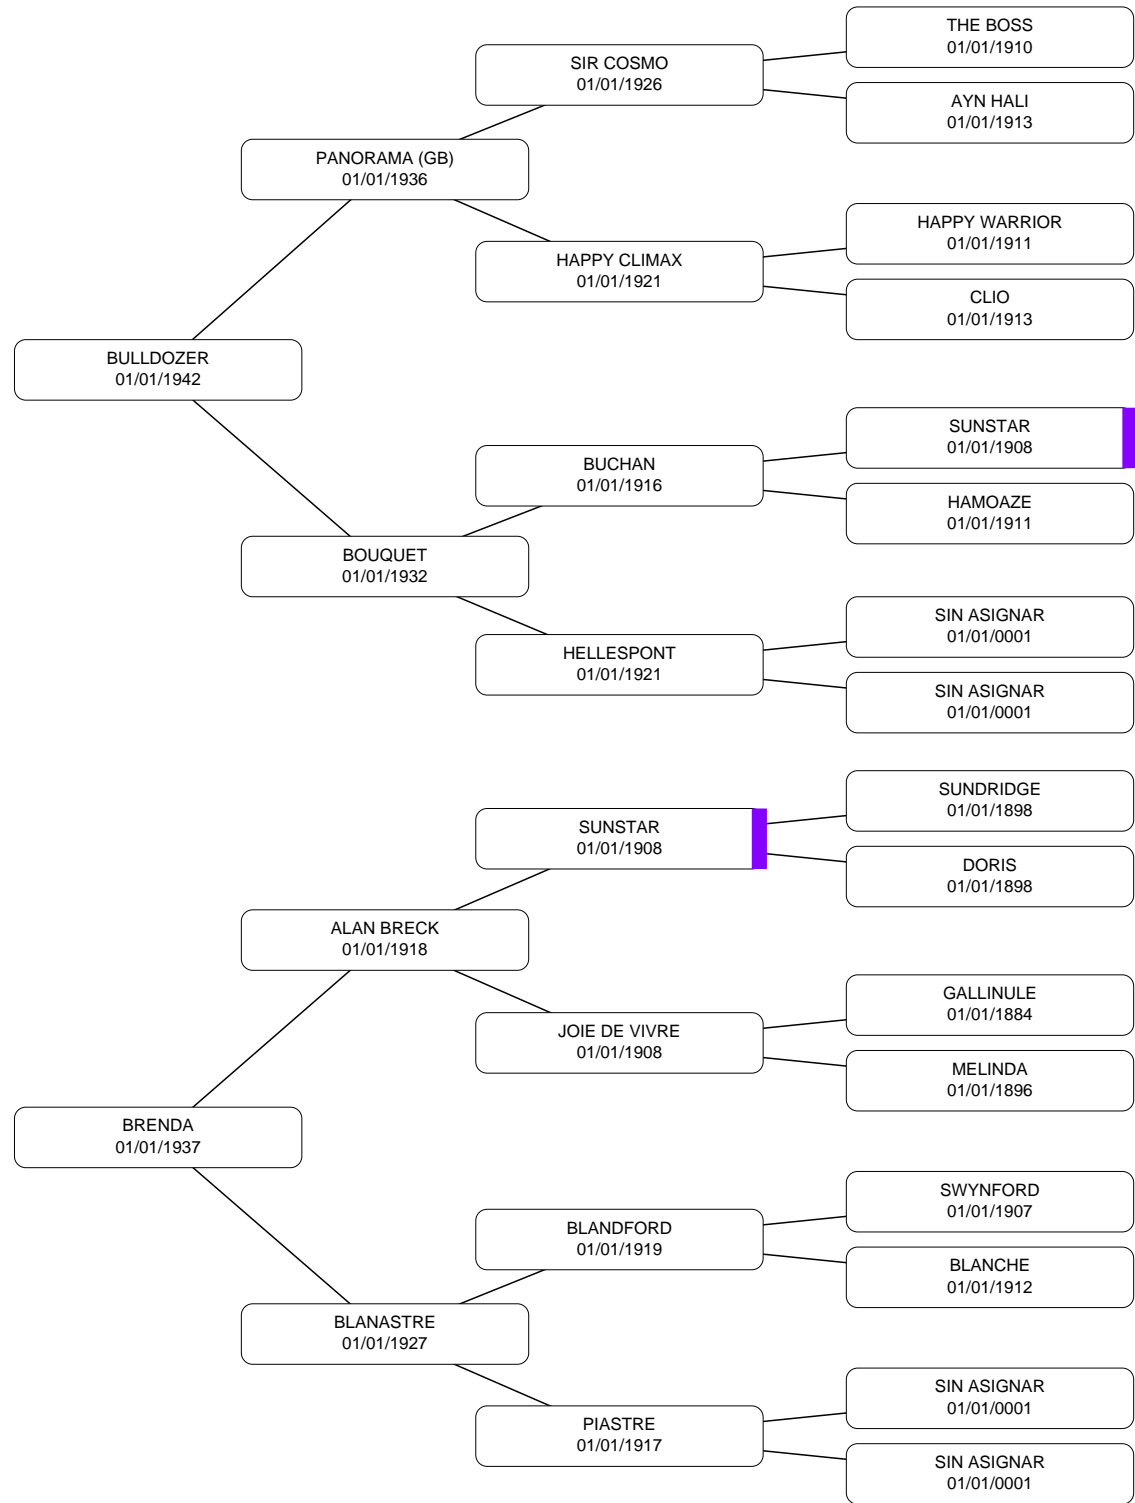 THE BOSS
01/01/1910
SIR COSMO
01/01/1926
AYN HALI
01/01/1913
PANORAMA (GB)
01/01/1936
HAPPY WARRIOR
01/01/1911
HAPPY CLIMAX
01/01/1921
CLIO
01/01/1913
BULLDOZER
01/01/1942
SUNSTAR
01/01/1908
BUCHAN
01/01/1916
HAMOAZE
01/01/1911
BOUQUET
01/01/1932
SIN ASIGNAR
01/01/0001
HELLESPONT
01/01/1921
SIN ASIGNAR
01/01/0001
SUNDRIDGE
01/01/1898
SUNSTAR
01/01/1908
DORIS
01/01/1898
ALAN BRECK
01/01/1918
GALLINULE
01/01/1884
JOIE DE VIVRE
01/01/1908
MELINDA
01/01/1896
BRENDA
01/01/1937
SWYNFORD
01/01/1907
BLANDFORD
01/01/1919
BLANCHE
01/01/1912
BLANASTRE
01/01/1927
SIN ASIGNAR
01/01/0001
PIASTRE
01/01/1917
SIN ASIGNAR
01/01/0001